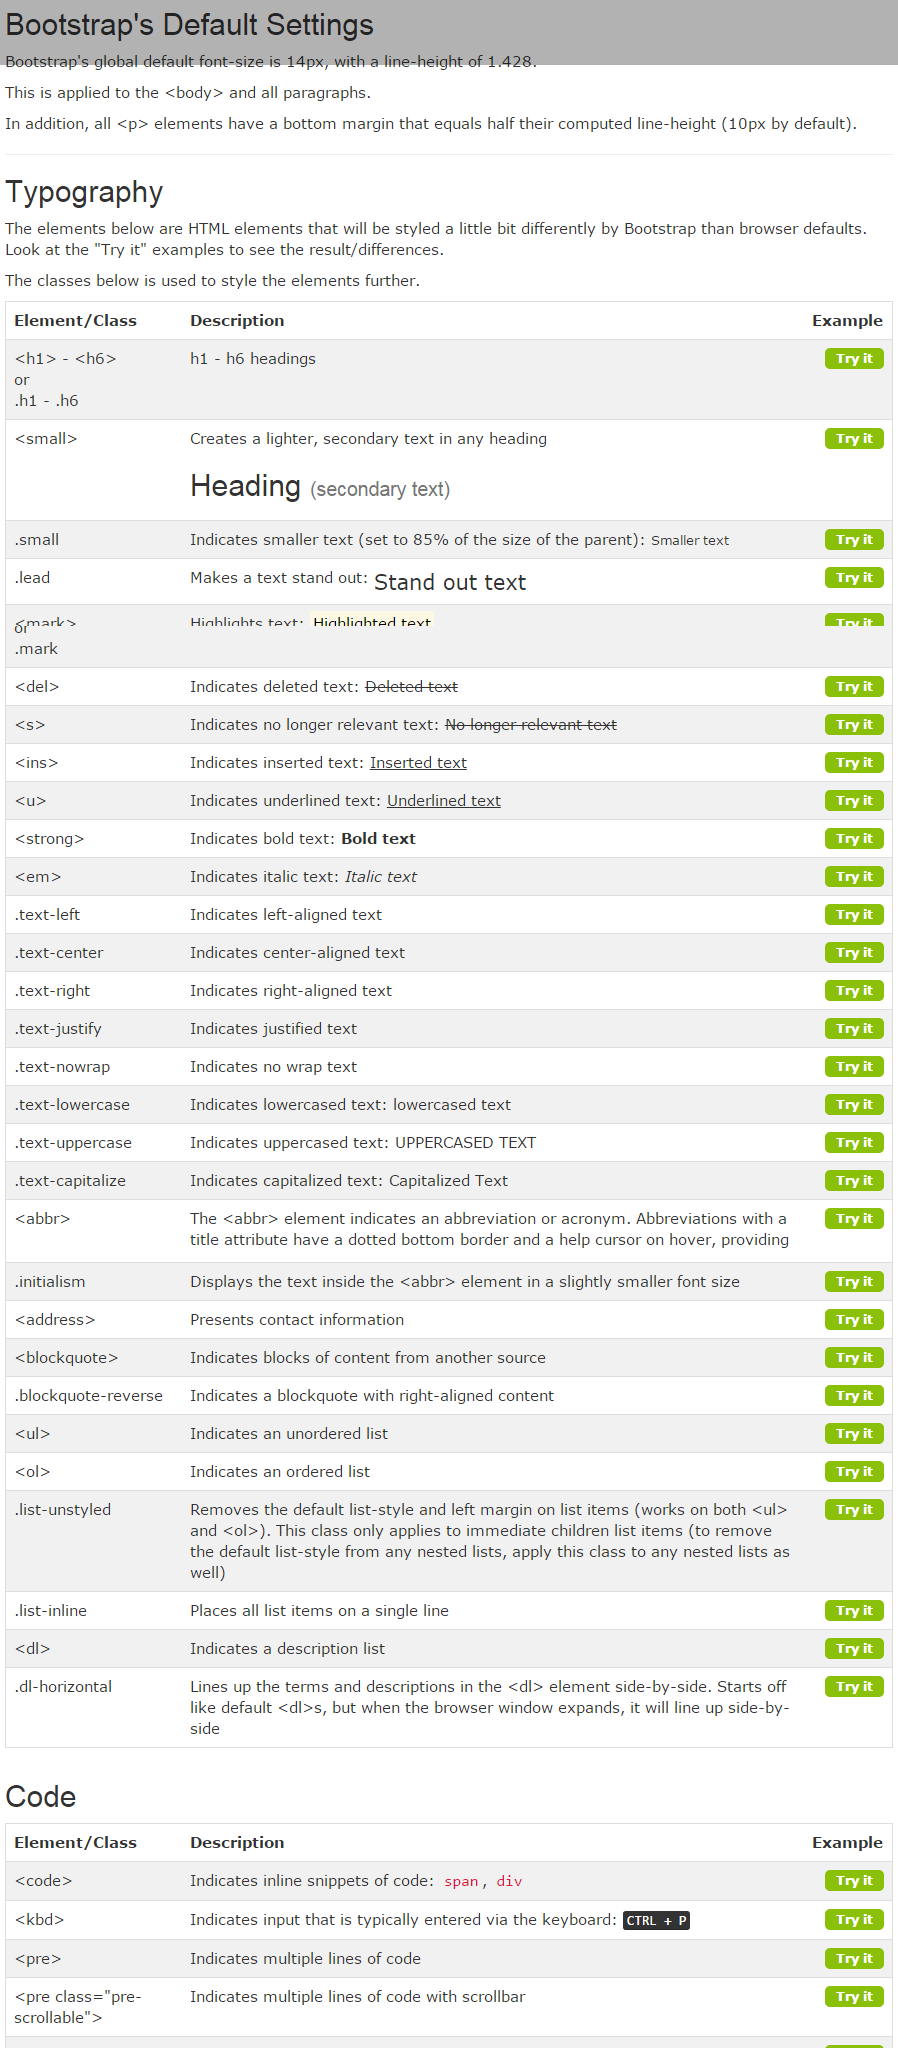 Bootstrap's Default Settings
Bootstrap's global default font-size is 14px, with a line-height of 1.428.
This is applied to the <body> and all paragraphs.
In addition, all <p> elements have a bottom margin that equals half their computed line-height (10px by default).
Typography
The elements below are HTML elements that will be styled a little bit differently by Bootstrap than browser defaults.
Look at the "Try it" examples to see the result/differences.
The classes below is used to style the elements further.
Element/Class Description Example
<h1> - <h6> h1 - h6 headings Try it
or
.h1 - .h6
<small> Creates a lighter, secondary text in any heading Try it
Heading (secondary text)
.small Indicates smaller text (set to 85% of the size of the parent): Smaller text Try it
.lead Makes a text stand out: Stand out text Try it
<mark> Highlights text: Highlighted text Try it
or
.mark
<del> Indicates deleted text: Deleted text Try it
<s> Indicates no longer relevant text: No longer relevant text Try it
<ins> Indicates inserted text: Inserted text Try it
<u> Indicates underlined text: Underlined text Try it
<strong> Indicates bold text: Bold text Try it
<em> Indicates italic text: Italic text Try it
.text-left Indicates left-aligned text Try it
.text-center Indicates center-aligned text Try it
.text-right Indicates right-aligned text Try it
.text-justify Indicates justified text Try it
.text-nowrap Indicates no wrap text Try it
.text-lowercase Indicates lowercased text: lowercased text Try it
.text-uppercase Indicates uppercased text: UPPERCASED TEXT Try it
.text-capitalize Indicates capitalized text: Capitalized Text Try it
<abbr> The <abbr> element indicates an abbreviation or acronym. Abbreviations with a Try it
title attribute have a dotted bottom border and a help cursor on hover, providing
.initialism Displays the text inside the <abbr> element in a slightly smaller font size Try it
<address> Presents contact information Try it
<blockquote> Indicates blocks of content from another source Try it
.blockquote-reverse Indicates a blockquote with right-aligned content Try it
<ul> Indicates an unordered list Try it
<ol> Indicates an ordered list Try it
.list-unstyled Removes the default list-style and left margin on list items (works on both <ul> Try it
and <ol>). This class only applies to immediate children list items (to remove
the default list-style from any nested lists, apply this class to any nested lists as
well)
.list-inline Places all list items on a single line Try it
<dl> Indicates a description list Try it
.dl-horizontal Lines up the terms and descriptions in the <dl> element side-by-side. Starts off Try it
like default <dl>s, but when the browser window expands, it will line up side-by-
side
Code
Element/Class Description Example
<code> Indicates inline snippets of code: span, div Try it
<kbd> Indicates input that is typically entered via the keyboard: CTRL + P Try it
<pre> Indicates multiple lines of code Try it
<pre class="pre- Indicates multiple lines of code with scrollbar Try it
scrollable">